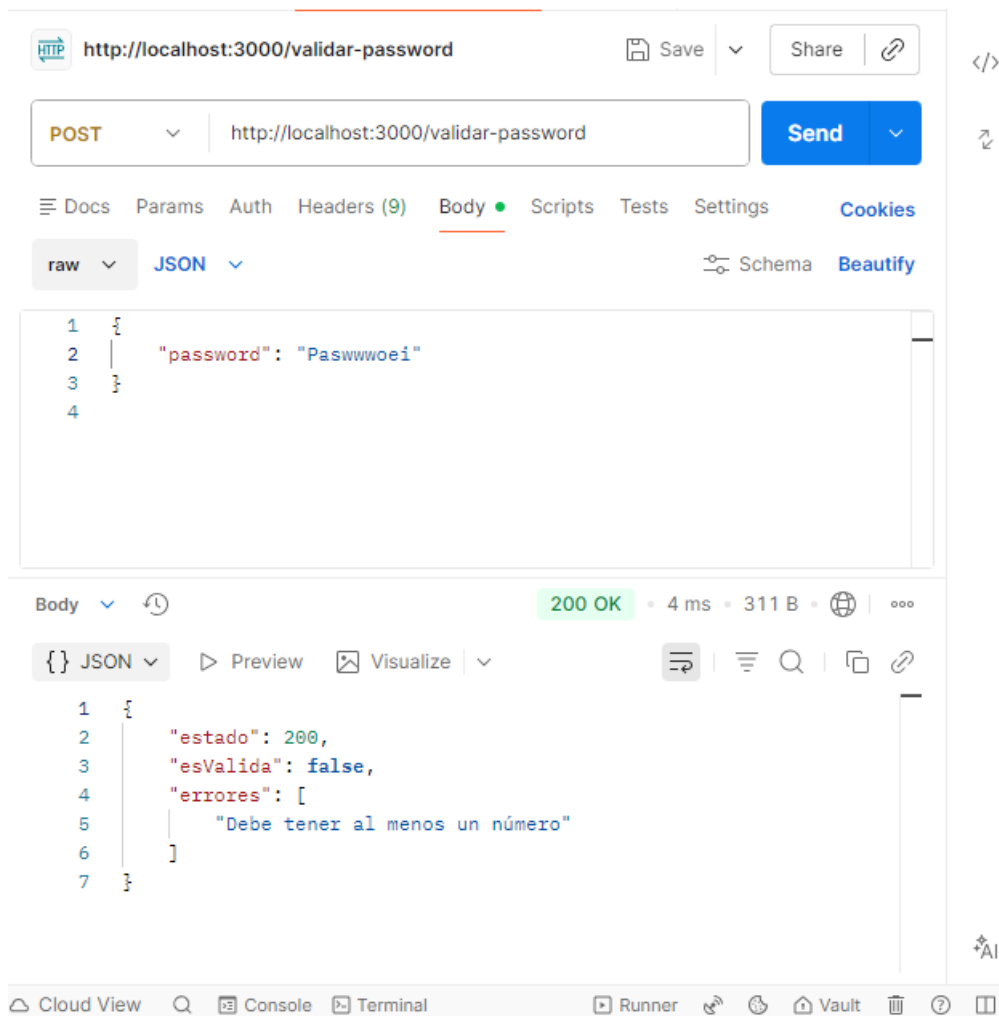 HTTP http://localhost:3000/validar-password Save Share
POST http://localhost:3000/validar-password Send
Docs Params Auth Headers (9) Body Scripts Tests Settings Cookies
raw JSON Schema Beautify
1 {
2 "password": "Paswwwoei"
3 }
4
Body 200 OK 4 ms 311 B
{} JSON Preview Visualize
1 {
2 "estado": 200,
3 "esValida": false,
4 "errores": [
5 "Debe tener al menos un número"
6 ]
7 }
AI
Cloud View Console Terminal Runner Vault